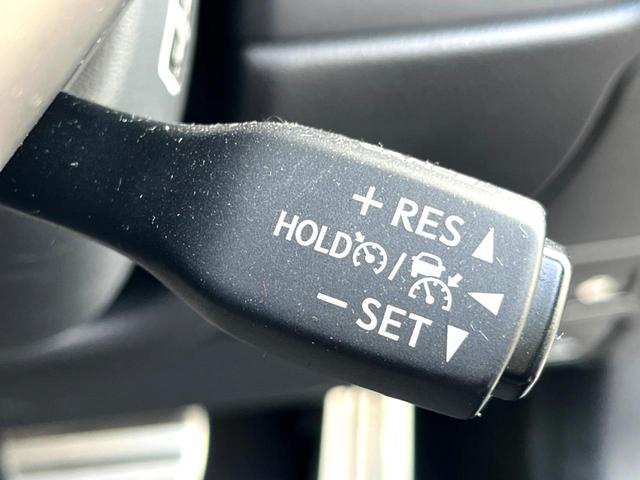 + RES ▲
HOLD / ◀
− SET ▼